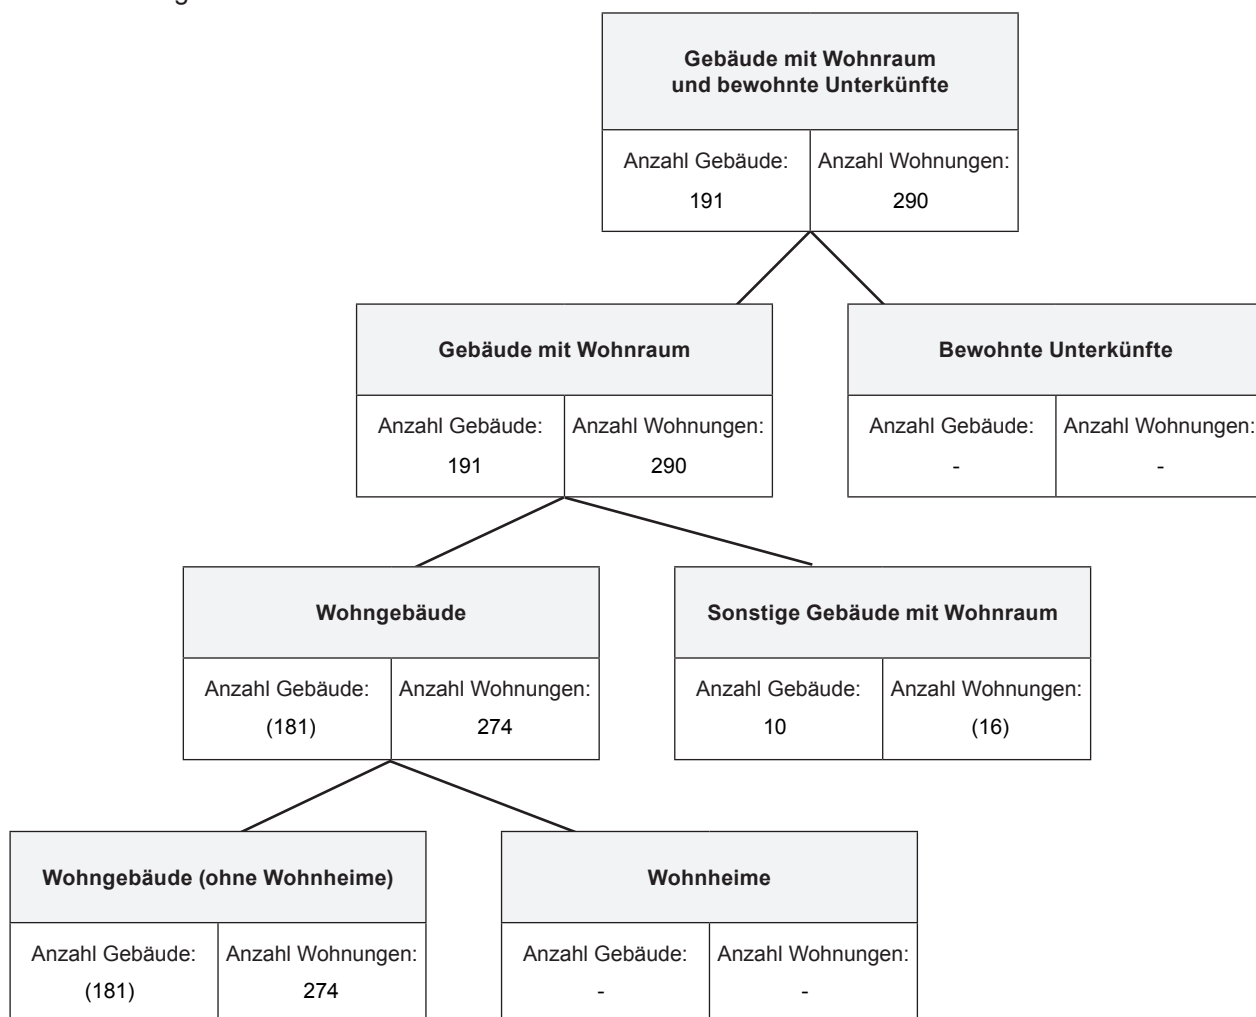 Gebäude mit Wohnraum
und bewohnte Unterkünfte
Anzahl Gebäude: Anzahl Wohnungen:
191 290
Gebäude mit Wohnraum
Anzahl Gebäude: Anzahl Wohnungen:
191 290
Bewohnte Unterkünfte
Anzahl Gebäude: Anzahl Wohnungen:
- -
Wohngebäude
Anzahl Gebäude: Anzahl Wohnungen:
(181) 274
Sonstige Gebäude mit Wohnraum
Anzahl Gebäude: Anzahl Wohnungen:
10 (16)
Wohngebäude (ohne Wohnheime)
Anzahl Gebäude: Anzahl Wohnungen:
(181) 274
Wohnheime
Anzahl Gebäude: Anzahl Wohnungen:
- -